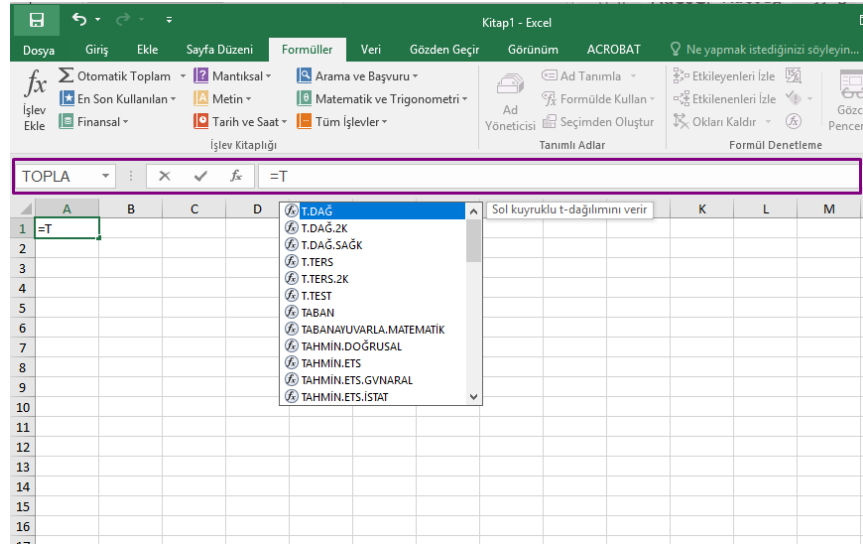 Kitap1 - Excel
Dosya Giriş Ekle Sayfa Düzeni Formüller Veri Gözden Geçir Görünüm ACROBAT Ne yapmak istediğinizi söyleyin...
fx İşlev Ekle
Otomatik Toplam
En Son Kullanılan
Finansal
Mantıksal
Metin
Tarih ve Saat
Arama ve Başvuru
Matematik ve Trigonometri
Tüm İşlevler
İşlev Kitaplığı
Ad Yöneticisi
Ad Tanımla
Formülde Kullan
Seçimden Oluştur
Tanımlı Adlar
Etkileyenleri İzle
Etkilenenleri İzle
Okları Kaldır
Formül Denetleme
Gözc
Pencer
TOPLA fx =T
A B C D K L M
1 =T
2
3
4
5
6
7
8
9
10
11
12
13
14
15
16
T.DAĞ Sol kuyruklu t-dağılımını verir
T.DAĞ.2K
T.DAĞ.SAĞK
T.TERS
T.TERS.2K
T.TEST
TABAN
TABANAYUVARLA.MATEMATİK
TAHMİN.DOĞRUSAL
TAHMİN.ETS
TAHMİN.ETS.GVNARAL
TAHMİN.ETS.İSTAT